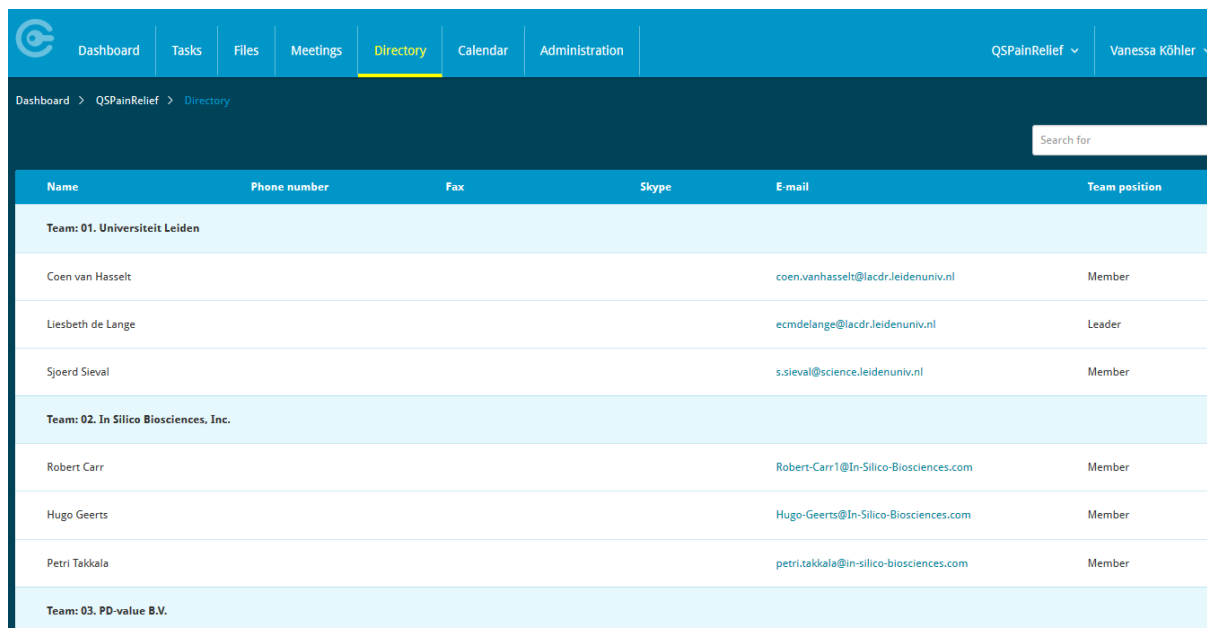 Dashboard Tasks Files Meetings Directory Calendar Administration QSPainRelief Vanessa Köhler
Dashboard > QSPainRelief > Directory
Search for
Name Phone number Fax Skype E-mail Team position
Team: 01. Universiteit Leiden
Coen van Hasselt coen.vanhasselt@lacdr.leidenuniv.nl Member
Liesbeth de Lange ecmdelange@lacdr.leidenuniv.nl Leader
Sjoerd Sieval s.sieval@science.leidenuniv.nl Member
Team: 02. In Silico Biosciences, Inc.
Robert Carr Robert-Carr1@In-Silico-Biosciences.com Member
Hugo Geerts Hugo-Geerts@In-Silico-Biosciences.com Member
Petri Takkala petri.takkala@in-silico-biosciences.com Member
Team: 03. PD-value B.V.